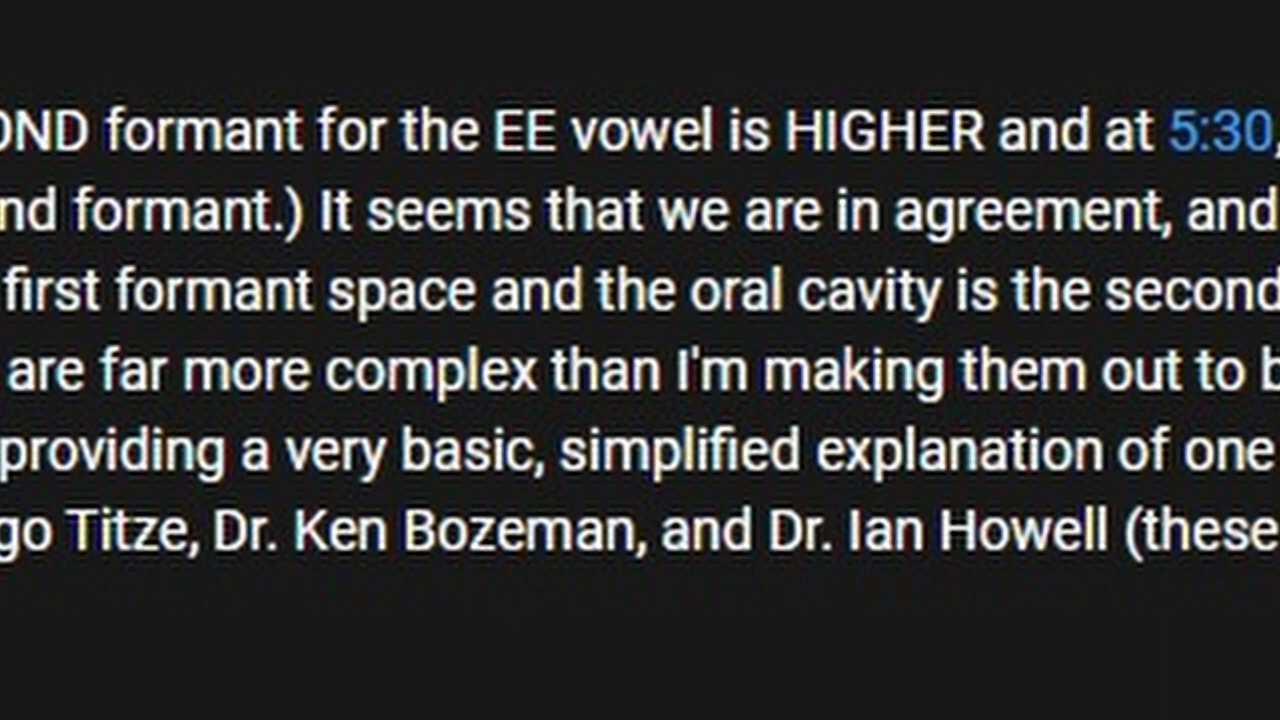 OND formant for the EE vowel is HIGHER and at 5:30,
nd formant.) It seems that we are in agreement, and
first formant space and the oral cavity is the second
are far more complex than I'm making them out to b
providing a very basic, simplified explanation of one
go Titze, Dr. Ken Bozeman, and Dr. Ian Howell (these